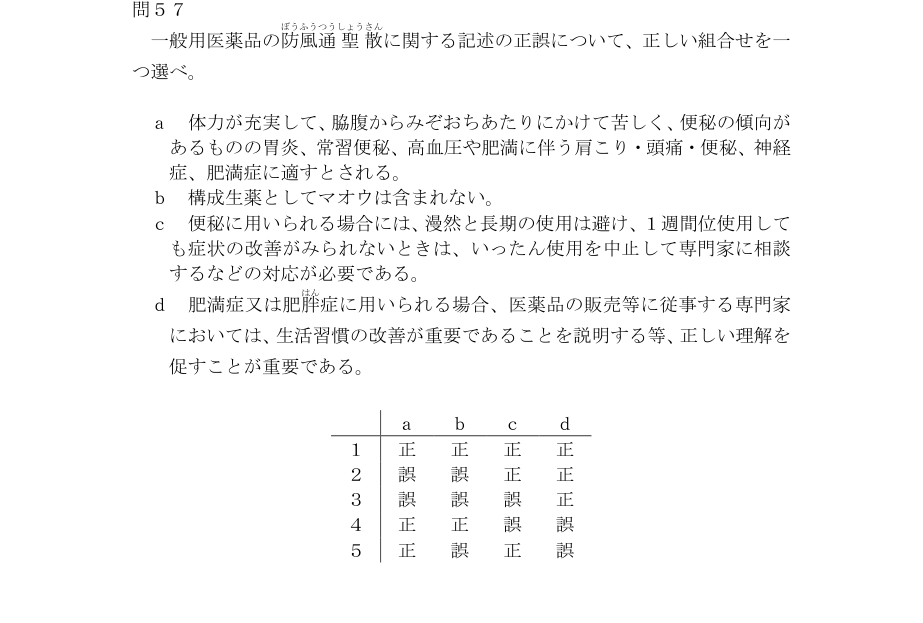 問５７
ぼうふうつうしょうさん
一般用医薬品の防風通聖散に関する記述の正誤について、正しい組合せを一
つ選べ。
a 体力が充実して、脇腹からみぞおちあたりにかけて苦しく、便秘の傾向が
あるものの胃炎、常習便秘、高血圧や肥満に伴う肩こり・頭痛・便秘、神経
症、肥満症に適すとされる。
b 構成生薬としてマオウは含まれない。
c 便秘に用いられる場合には、漫然と長期の使用は避け、１週間位使用して
も症状の改善がみられないときは、いったん使用を中止して専門家に相談
するなどの対応が必要である。
はん
d 肥満症又は肥胖症に用いられる場合、医薬品の販売等に従事する専門家
においては、生活習慣の改善が重要であることを説明する等、正しい理解を
促すことが重要である。
a b c d
1 正 正 正 正
2 誤 誤 正 正
3 誤 誤 誤 正
4 正 正 誤 誤
5 正 誤 正 誤